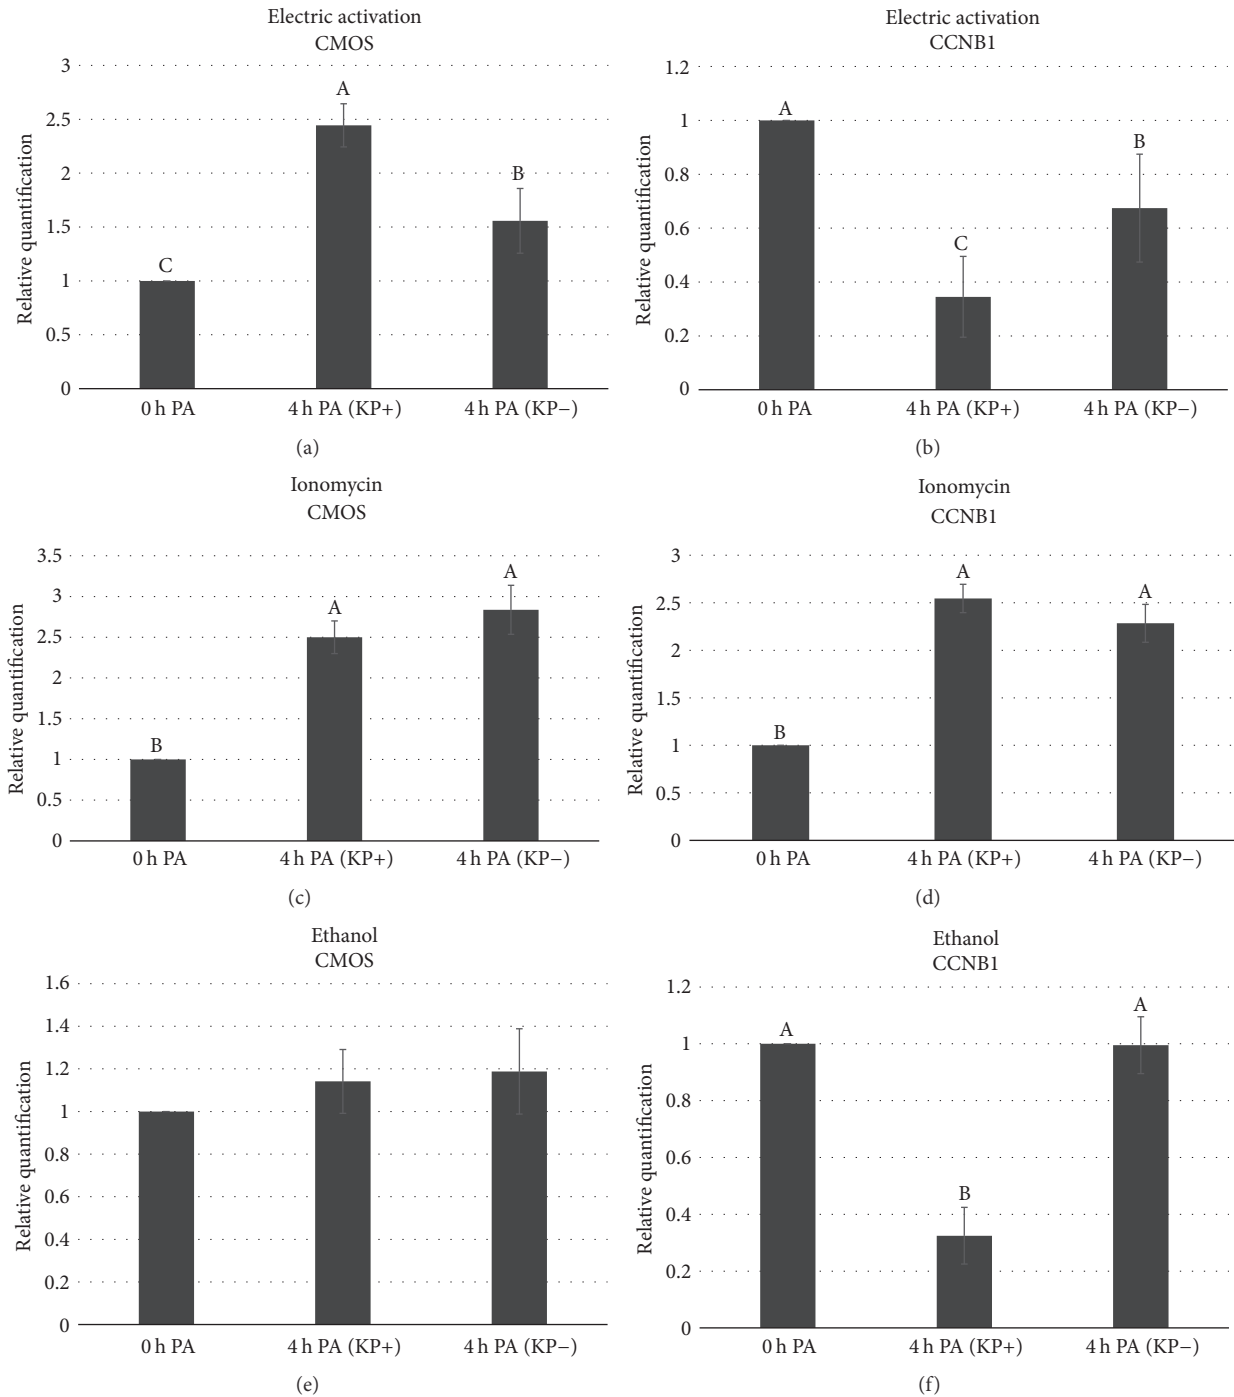 Electric activation
CMOS
3
2.5
2
1.5
1
0.5
0
Relative quantification
C
A
B
0 h PA
4 h PA (KP+)
4 h PA (KP−)
(a)
Electric activation
CCNB1
1.2
1
0.8
0.6
0.4
0.2
0
Relative quantification
A
C
B
0 h PA
4 h PA (KP+)
4 h PA (KP−)
(b)
Ionomycin
CMOS
3.5
3
2.5
2
1.5
1
0.5
0
Relative quantification
B
A
A
0 h PA
4 h PA (KP+)
4 h PA (KP−)
(c)
Ionomycin
CCNB1
3
2.5
2
1.5
1
0.5
0
Relative quantification
B
A
A
0 h PA
4 h PA (KP+)
4 h PA (KP−)
(d)
Ethanol
CMOS
1.6
1.4
1.2
1
0.8
0.6
0.4
0.2
0
Relative quantification
0 h PA
4 h PA (KP+)
4 h PA (KP−)
(e)
Ethanol
CCNB1
1.2
1
0.8
0.6
0.4
0.2
0
Relative quantification
A
B
A
0 h PA
4 h PA (KP+)
4 h PA (KP−)
(f)